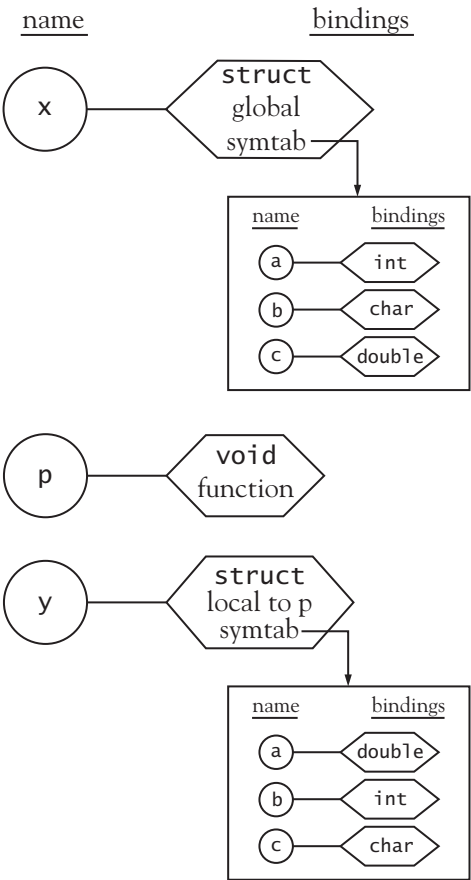 name bindings
x
struct
global
symtab
name bindings
a int
b char
c double
p
void
function
y
struct
local to p
symtab
name bindings
a double
b int
c char